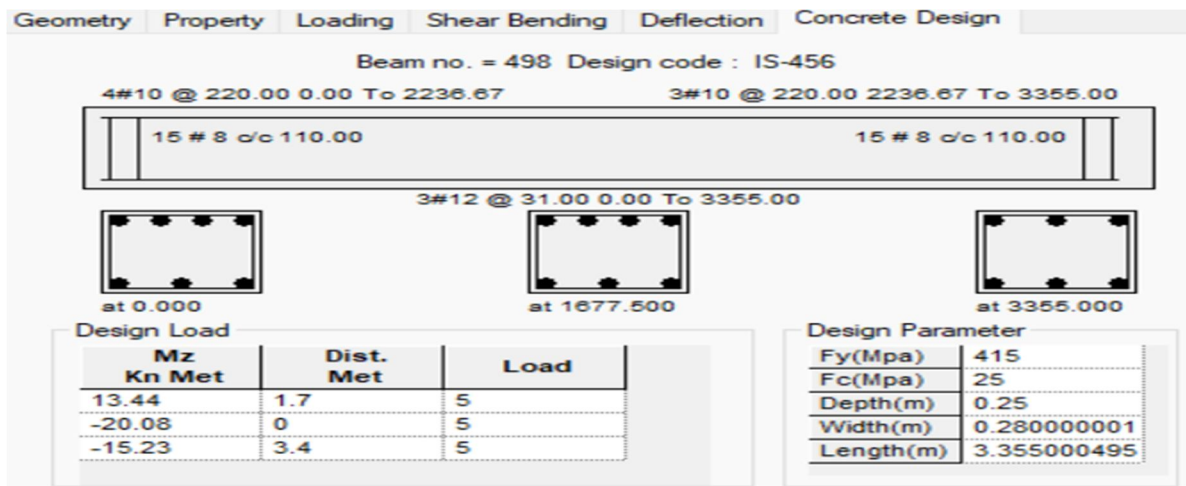 Geometry Property Loading Shear Bending Deflection Concrete Design
Beam no. = 498 Design code : IS-456
4#10 @ 220.00 0.00 To 2236.67 3#10 @ 220.00 2236.67 To 3355.00
15 # 8 c/c 110.00 15 # 8 c/c 110.00
3#12 @ 31.00 0.00 To 3355.00
at 0.000 at 1677.500 at 3355.000
Design Load Design Parameter
Mz Kn Met Dist. Met Load
13.44 1.7 5
-20.08 0 5
-15.23 3.4 5
Fy(Mpa) 415
Fc(Mpa) 25
Depth(m) 0.25
Width(m) 0.280000001
Length(m) 3.355000495